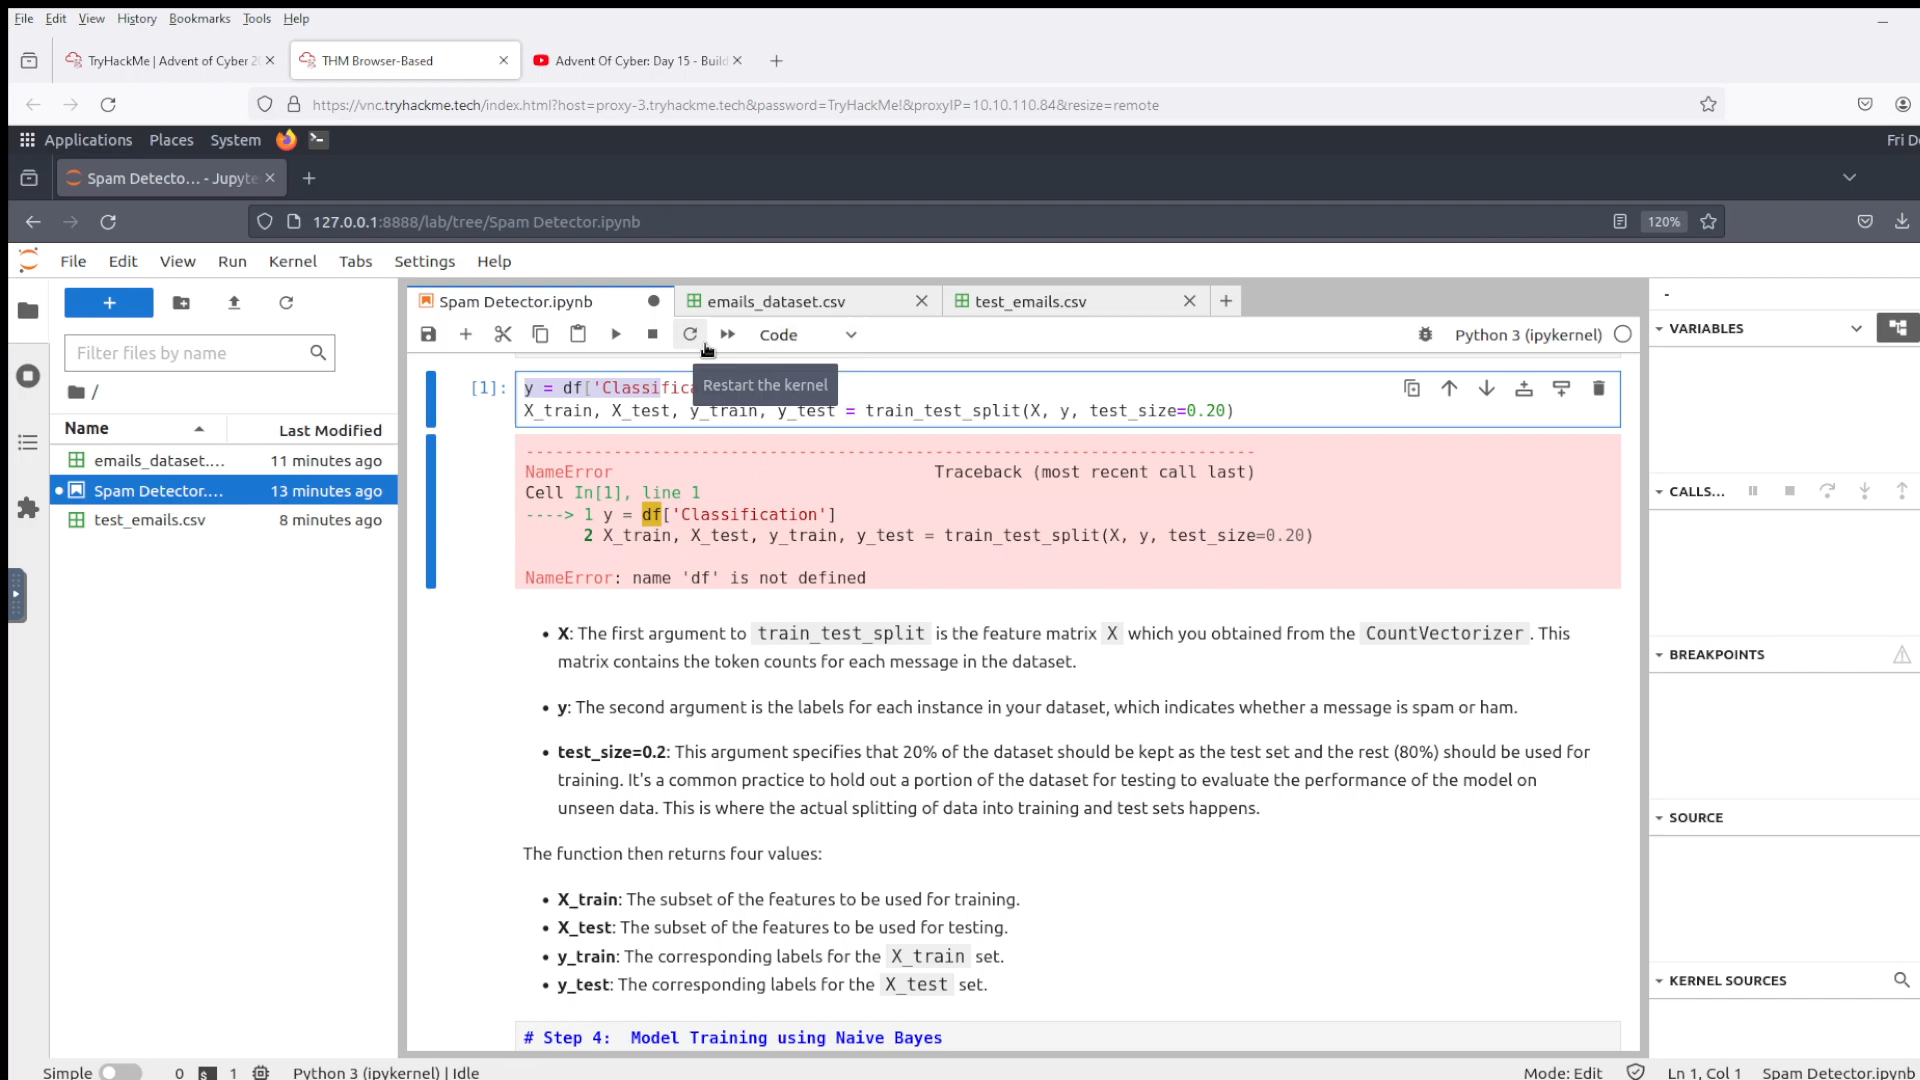 File Edit View History Bookmarks Tools Help
TryHackMe | Advent of Cyber 2
THM Browser-Based
Advent Of Cyber: Day 15 - Build
https://vnc.tryhackme.tech/index.html?host=proxy-3.tryhackme.tech&password=TryHackMe!&proxyIP=10.10.110.84&resize=remote
Applications Places System
Fri D
Spam Detecto… - Jupyte
127.0.0.1:8888/lab/tree/Spam Detector.ipynb
120%
File Edit View Run Kernel Tabs Settings Help
Spam Detector.ipynb
emails_dataset.csv
test_emails.csv
Code
Python 3 (ipykernel)
Filter files by name
/
Name
Last Modified
emails_dataset.... 11 minutes ago
Spam Detector.... 13 minutes ago
test_emails.csv 8 minutes ago
[1]: y = df['Classific
Restart the kernel
X_train, X_test, y_train, y_test = train_test_split(X, y, test_size=0.20)
---------------------------------------------------------------------------
NameError Traceback (most recent call last)
Cell In[1], line 1
----> 1 y = df['Classification']
2 X_train, X_test, y_train, y_test = train_test_split(X, y, test_size=0.20)
NameError: name 'df' is not defined
• X: The first argument to train_test_split is the feature matrix X which you obtained from the CountVectorizer. This
matrix contains the token counts for each message in the dataset.
• y: The second argument is the labels for each instance in your dataset, which indicates whether a message is spam or ham.
• test_size=0.2: This argument specifies that 20% of the dataset should be kept as the test set and the rest (80%) should be used for
training. It's a common practice to hold out a portion of the dataset for testing to evaluate the performance of the model on
unseen data. This is where the actual splitting of data into training and test sets happens.
The function then returns four values:
• X_train: The subset of the features to be used for training.
• X_test: The subset of the features to be used for testing.
• y_train: The corresponding labels for the X_train set.
• y_test: The corresponding labels for the X_test set.
# Step 4: Model Training using Naive Bayes
-
VARIABLES
CALLS...
BREAKPOINTS
SOURCE
KERNEL SOURCES
Simple 0 $ 1 Python 3 (ipykernel) | Idle
Mode: Edit Ln 1, Col 1 Spam Detector.ipynb